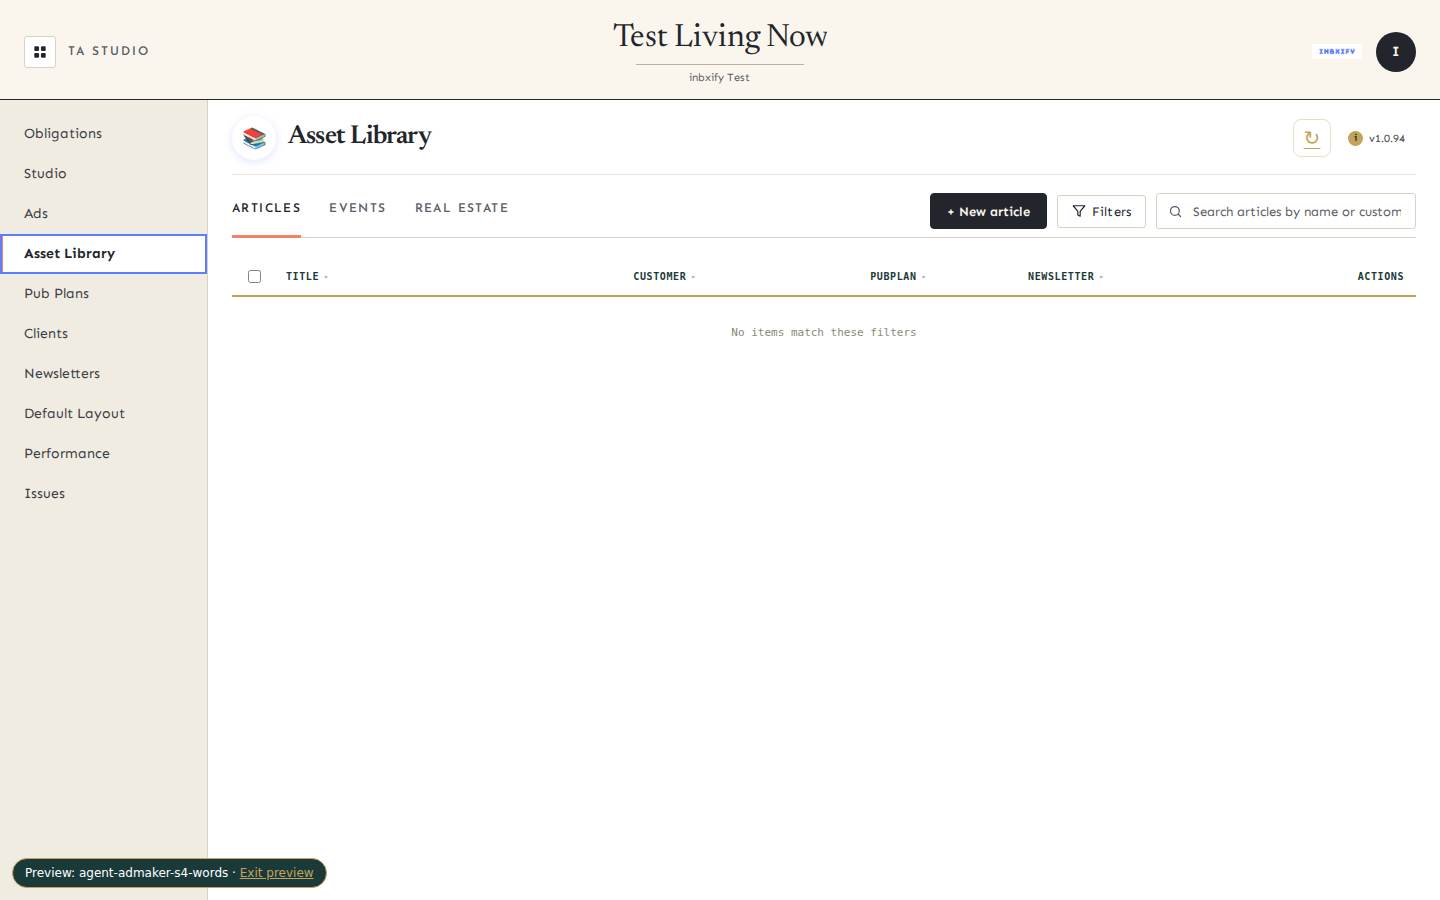 TA STUDIO
Test Living Now
inbxify Test
INBXIFY
I
Obligations
Studio
Ads
Asset Library
Pub Plans
Clients
Newsletters
Default Layout
Performance
Issues
Asset Library
↻
i v1.0.94
ARTICLES EVENTS REAL ESTATE
+ New article
Filters
Search articles by name or custom
TITLE CUSTOMER PUBPLAN NEWSLETTER ACTIONS
No items match these filters
Preview: agent-admaker-s4-words · Exit preview